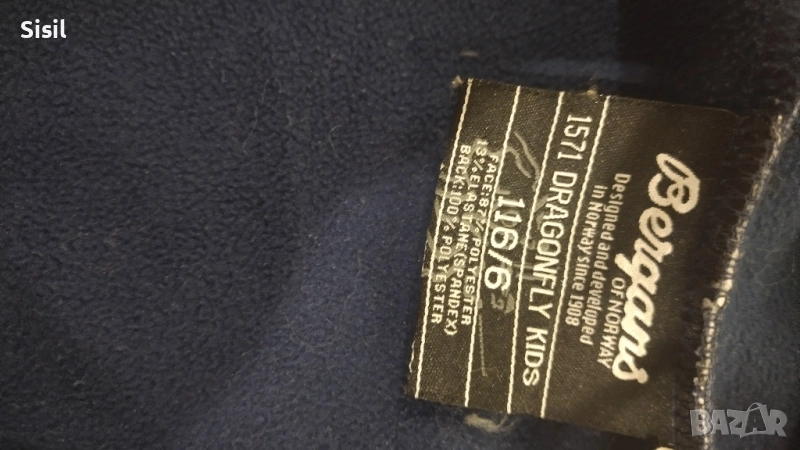 Sisil
Bergans
OF NORWAY
Designed and developed
in Norway since 1908
1571 DRAGONFLY KIDS
116/6
FACE:87% POLYESTER
13% ELASTANE(SPANDEX)
BACK:100% POLYESTER
BAZAR